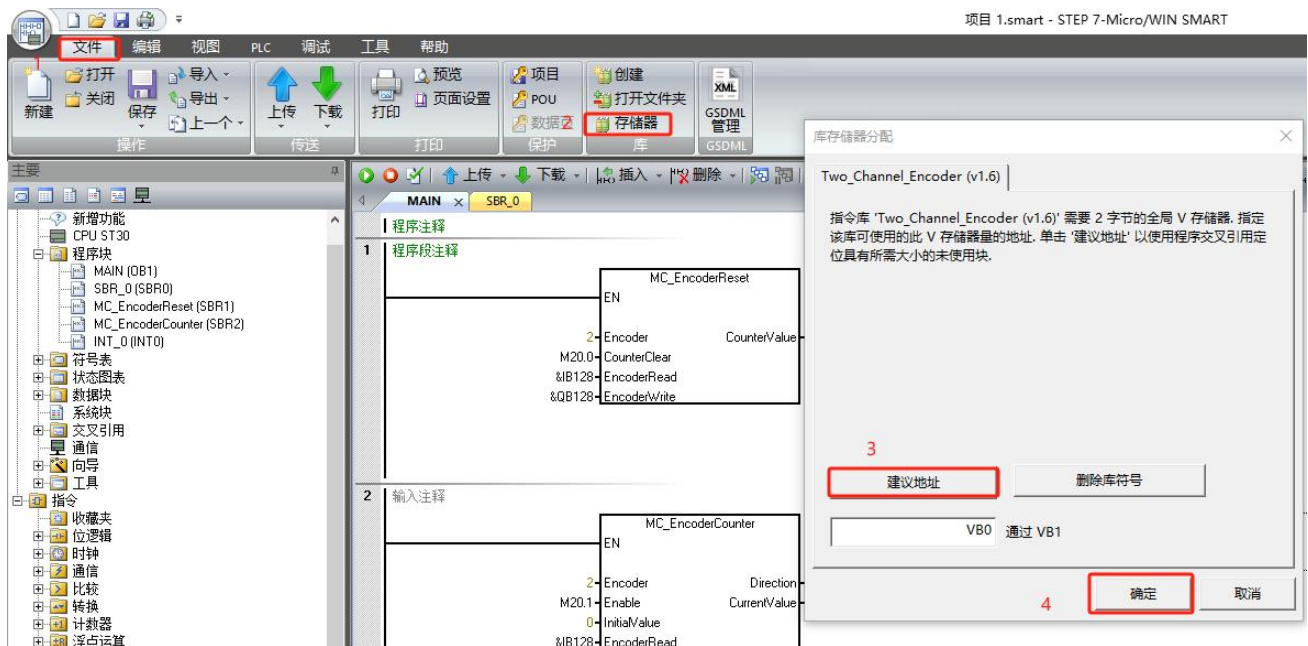 项目 1.smart - STEP 7-Micro/WIN SMART
文件 编辑 视图 PLC 调试 工具 帮助
1
新建
打开
关闭
保存
导入
导出
上一个
操作
上传
下载
传送
打印
预览
页面设置
打印
项目
POU
数据页
2
保护
创建
打开文件夹
存储器
库
XML
GSDML
管理
GSDML
主要
新增功能
CPU ST30
程序块
MAIN (OB1)
SBR_0 (SBR0)
MC_EncoderReset (SBR1)
MC_EncoderCounter (SBR2)
INT_0 (INT0)
符号表
状态图表
数据块
系统块
交叉引用
通信
向导
工具
指令
收藏夹
位逻辑
时钟
通信
比较
转换
计数器
浮点运算
上传 下载 插入 删除
MAIN SBR_0
程序注释
1 程序段注释
MC_EncoderReset
EN
2 Encoder CounterValue
M20.0 CounterClear
&IB128 EncoderRead
&QB128 EncoderWrite
2 输入注释
MC_EncoderCounter
EN
2 Encoder Direction
M20.1 Enable CurrentValue
0 InitialValue
&IB128 EncoderRead
库存储器分配
Two_Channel_Encoder (v1.6)
指令库 'Two_Channel_Encoder (v1.6)' 需要 2 字节的全局 V 存储器. 指定
该库可使用的此 V 存储器量的地址. 单击 '建议地址' 以使用程序交叉引用定
位具有所需大小的未使用块.
3
建议地址 删除库符号
VB0 通过 VB1
4
确定 取消